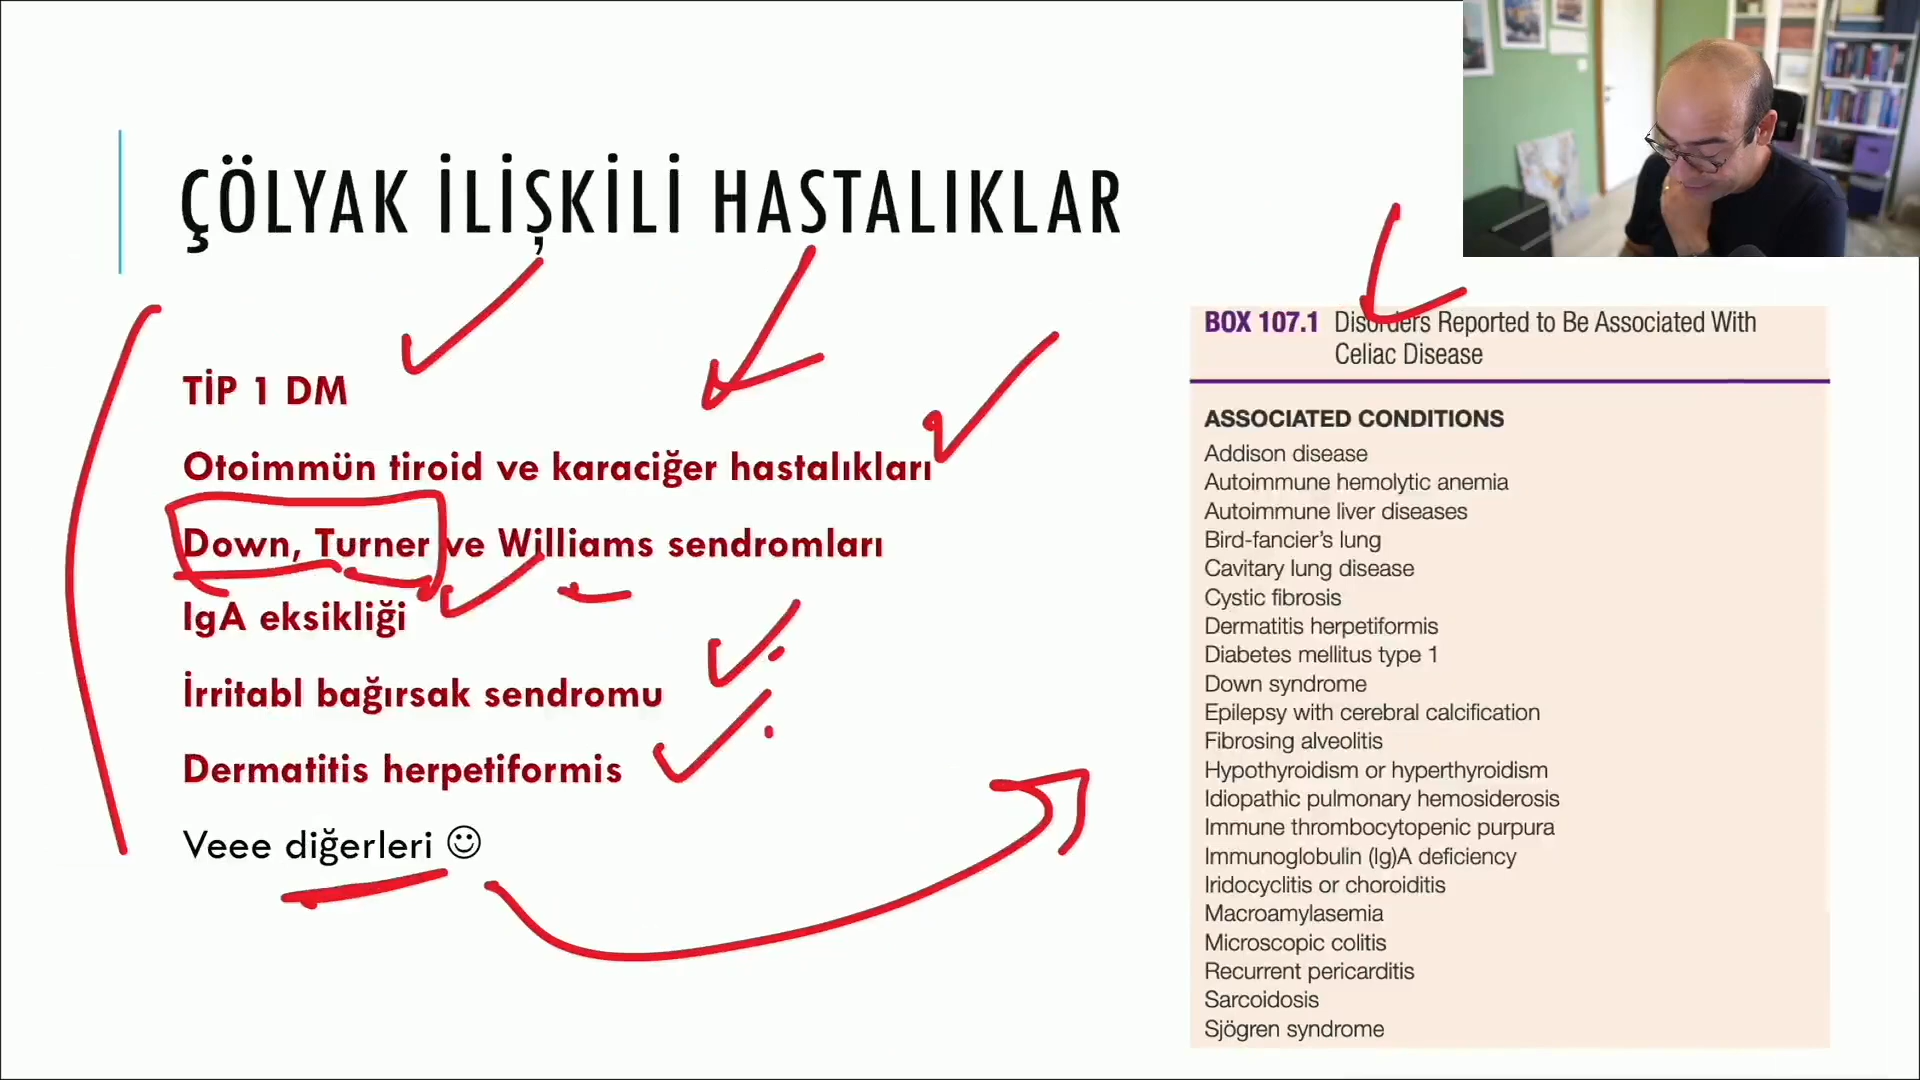 ÇÖLYAK İLİŞKİLİ HASTALIKLAR
TİP 1 DM
Otoimmün tiroid ve karaciğer hastalıkları
Down, Turner ve Williams sendromları
IgA eksikliği
İrritabl bağırsak sendromu
Dermatitis herpetiformis
Veee diğerleri ☺
BOX 107.1 Disorders Reported to Be Associated With
Celiac Disease
ASSOCIATED CONDITIONS
Addison disease
Autoimmune hemolytic anemia
Autoimmune liver diseases
Bird-fancier's lung
Cavitary lung disease
Cystic fibrosis
Dermatitis herpetiformis
Diabetes mellitus type 1
Down syndrome
Epilepsy with cerebral calcification
Fibrosing alveolitis
Hypothyroidism or hyperthyroidism
Idiopathic pulmonary hemosiderosis
Immune thrombocytopenic purpura
Immunoglobulin (Ig)A deficiency
Iridocyclitis or choroiditis
Macroamylasemia
Microscopic colitis
Recurrent pericarditis
Sarcoidosis
Sjögren syndrome